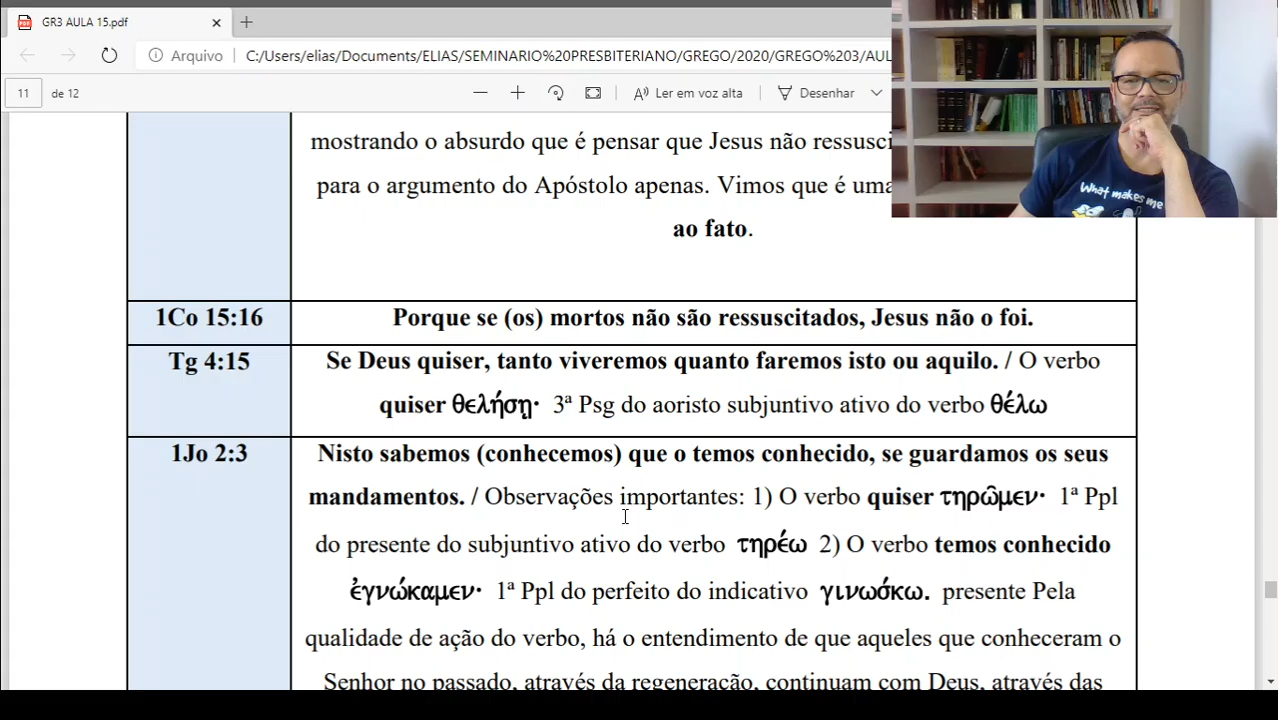 GR3 AULA 15.pdf
Arquivo C:/Users/elias/Documents/ELIAS/SEMINARIO%20PRESBITERIANO/GREGO/2020/GREGO%203/AUL
11 de 12 Ler em voz alta Desenhar
mostrando o absurdo que é pensar que Jesus não ressusci
para o argumento do Apóstolo apenas. Vimos que é uma
ao fato.
What makes me
1Co 15:16 Porque se (os) mortos não são ressuscitados, Jesus não o foi.
Tg 4:15 Se Deus quiser, tanto viveremos quanto faremos isto ou aquilo. / O verbo
quiser θελήσῃ· 3ª Psg do aoristo subjuntivo ativo do verbo θέλω
1Jo 2:3 Nisto sabemos (conhecemos) que o temos conhecido, se guardamos os seus
mandamentos. / Observações importantes: 1) O verbo quiser τηρῶμεν· 1ª Ppl
do presente do subjuntivo ativo do verbo τηρέω 2) O verbo temos conhecido
ἐγνώκαμεν· 1ª Ppl do perfeito do indicativo γινωσκω. presente Pela
qualidade de ação do verbo, há o entendimento de que aqueles que conheceram o
Senhor no passado, através da regeneração, continuam com Deus, através das